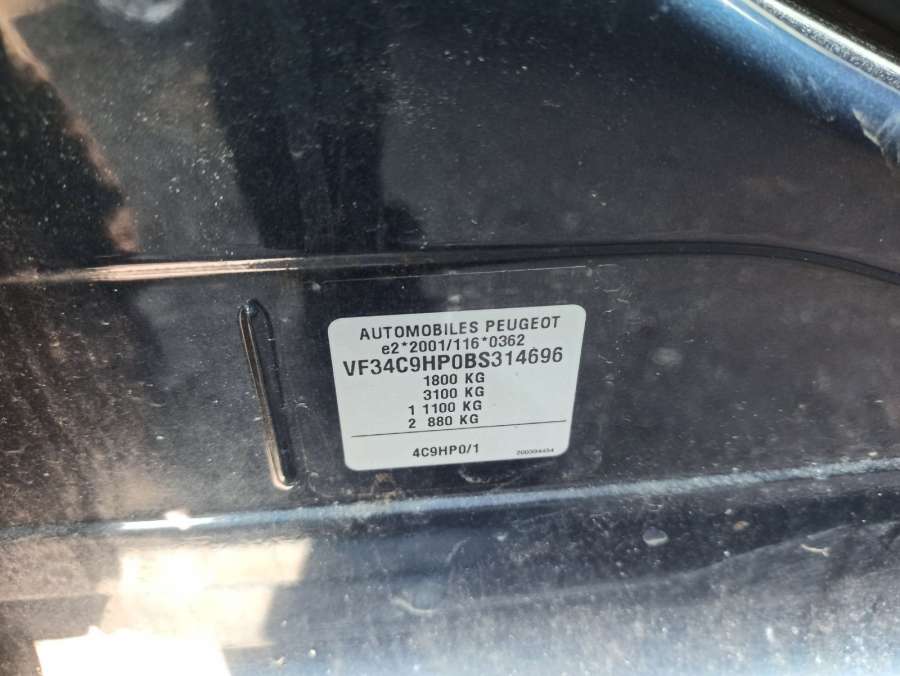 AUTOMOBILES PEUGEOT
e2*2001/116*0362
VF34C9HP0BS314696
1800 KG
3100 KG
1 1100 KG
2 880 KG
4C9HP0/1